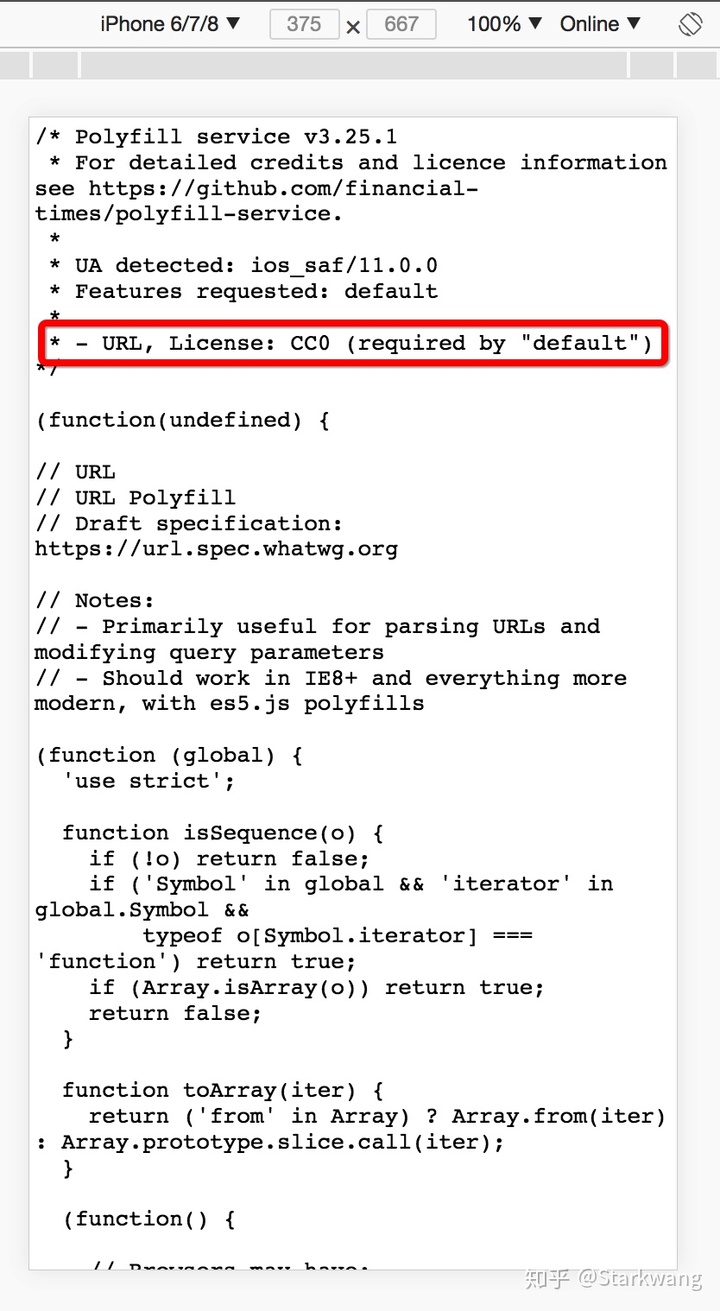 iPhone 6/7/8 ▼ 375 × 667 100% ▼ Online ▼
/* Polyfill service v3.25.1
 * For detailed credits and licence information
see https://github.com/financial-
times/polyfill-service.
 *
 * UA detected: ios_saf/11.0.0
 * Features requested: default
 *
 * - URL, License: CC0 (required by "default")
*/
(function(undefined) {
// URL
// URL Polyfill
// Draft specification:
https://url.spec.whatwg.org
// Notes:
// - Primarily useful for parsing URLs and
modifying query parameters
// - Should work in IE8+ and everything more
modern, with es5.js polyfills
(function (global) {
  'use strict';
  function isSequence(o) {
    if (!o) return false;
    if ('Symbol' in global && 'iterator' in
global.Symbol &&
        typeof o[Symbol.iterator] ===
'function') return true;
    if (Array.isArray(o)) return true;
    return false;
  }
  function toArray(iter) {
    return ('from' in Array) ? Array.from(iter)
: Array.prototype.slice.call(iter);
  }
  (function() {
    // Browsers may have:
知乎 @Starkwang